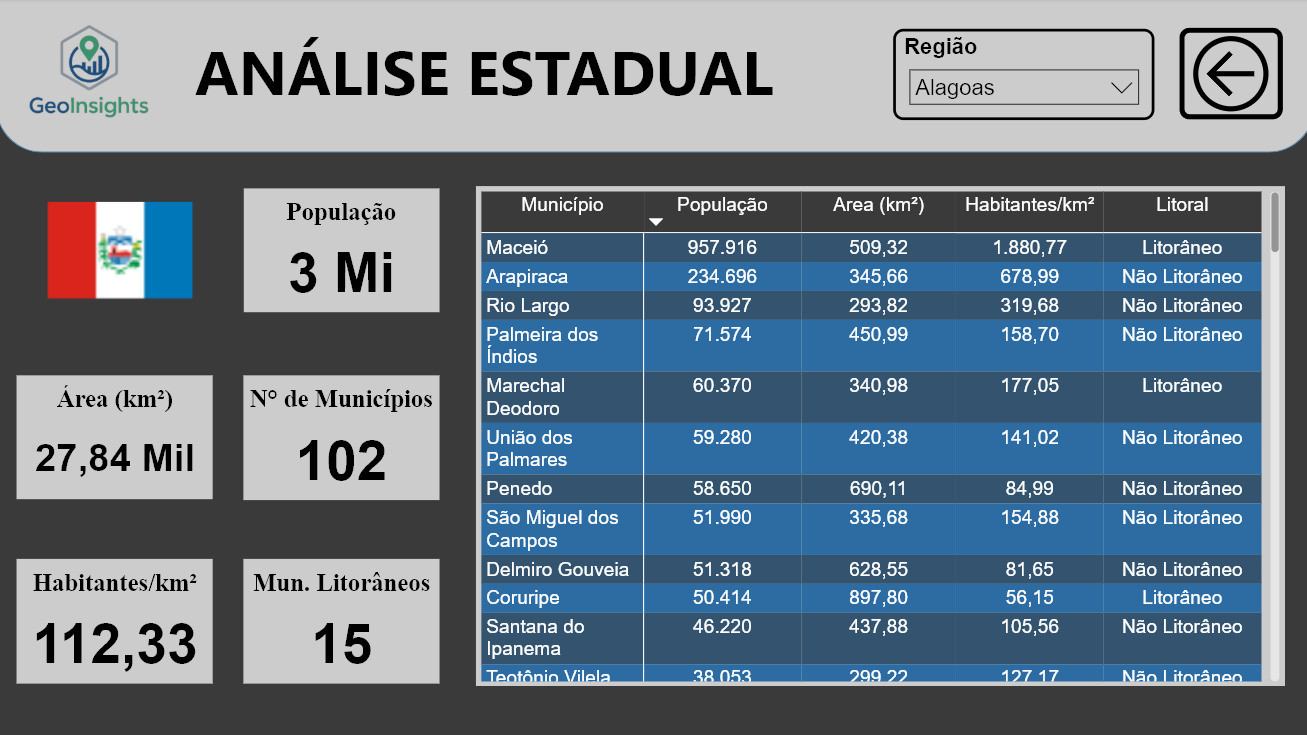 GeoInsights
ANÁLISE ESTADUAL
Região
Alagoas
População
3 Mi
Área (km²)
27,84 Mil
N° de Municípios
102
Habitantes/km²
112,33
Mun. Litorâneos
15
Município População Area (km²) Habitantes/km² Litoral
Maceió 957.916 509,32 1.880,77 Litorâneo
Arapiraca 234.696 345,66 678,99 Não Litorâneo
Rio Largo 93.927 293,82 319,68 Não Litorâneo
Palmeira dos 71.574 450,99 158,70 Não Litorâneo
Índios
Marechal 60.370 340,98 177,05 Litorâneo
Deodoro
União dos 59.280 420,38 141,02 Não Litorâneo
Palmares
Penedo 58.650 690,11 84,99 Não Litorâneo
São Miguel dos 51.990 335,68 154,88 Não Litorâneo
Campos
Delmiro Gouveia 51.318 628,55 81,65 Não Litorâneo
Coruripe 50.414 897,80 56,15 Litorâneo
Santana do 46.220 437,88 105,56 Não Litorâneo
Ipanema
Teotônio Vilela 38.053 299,22 127,17 Não Litorâneo